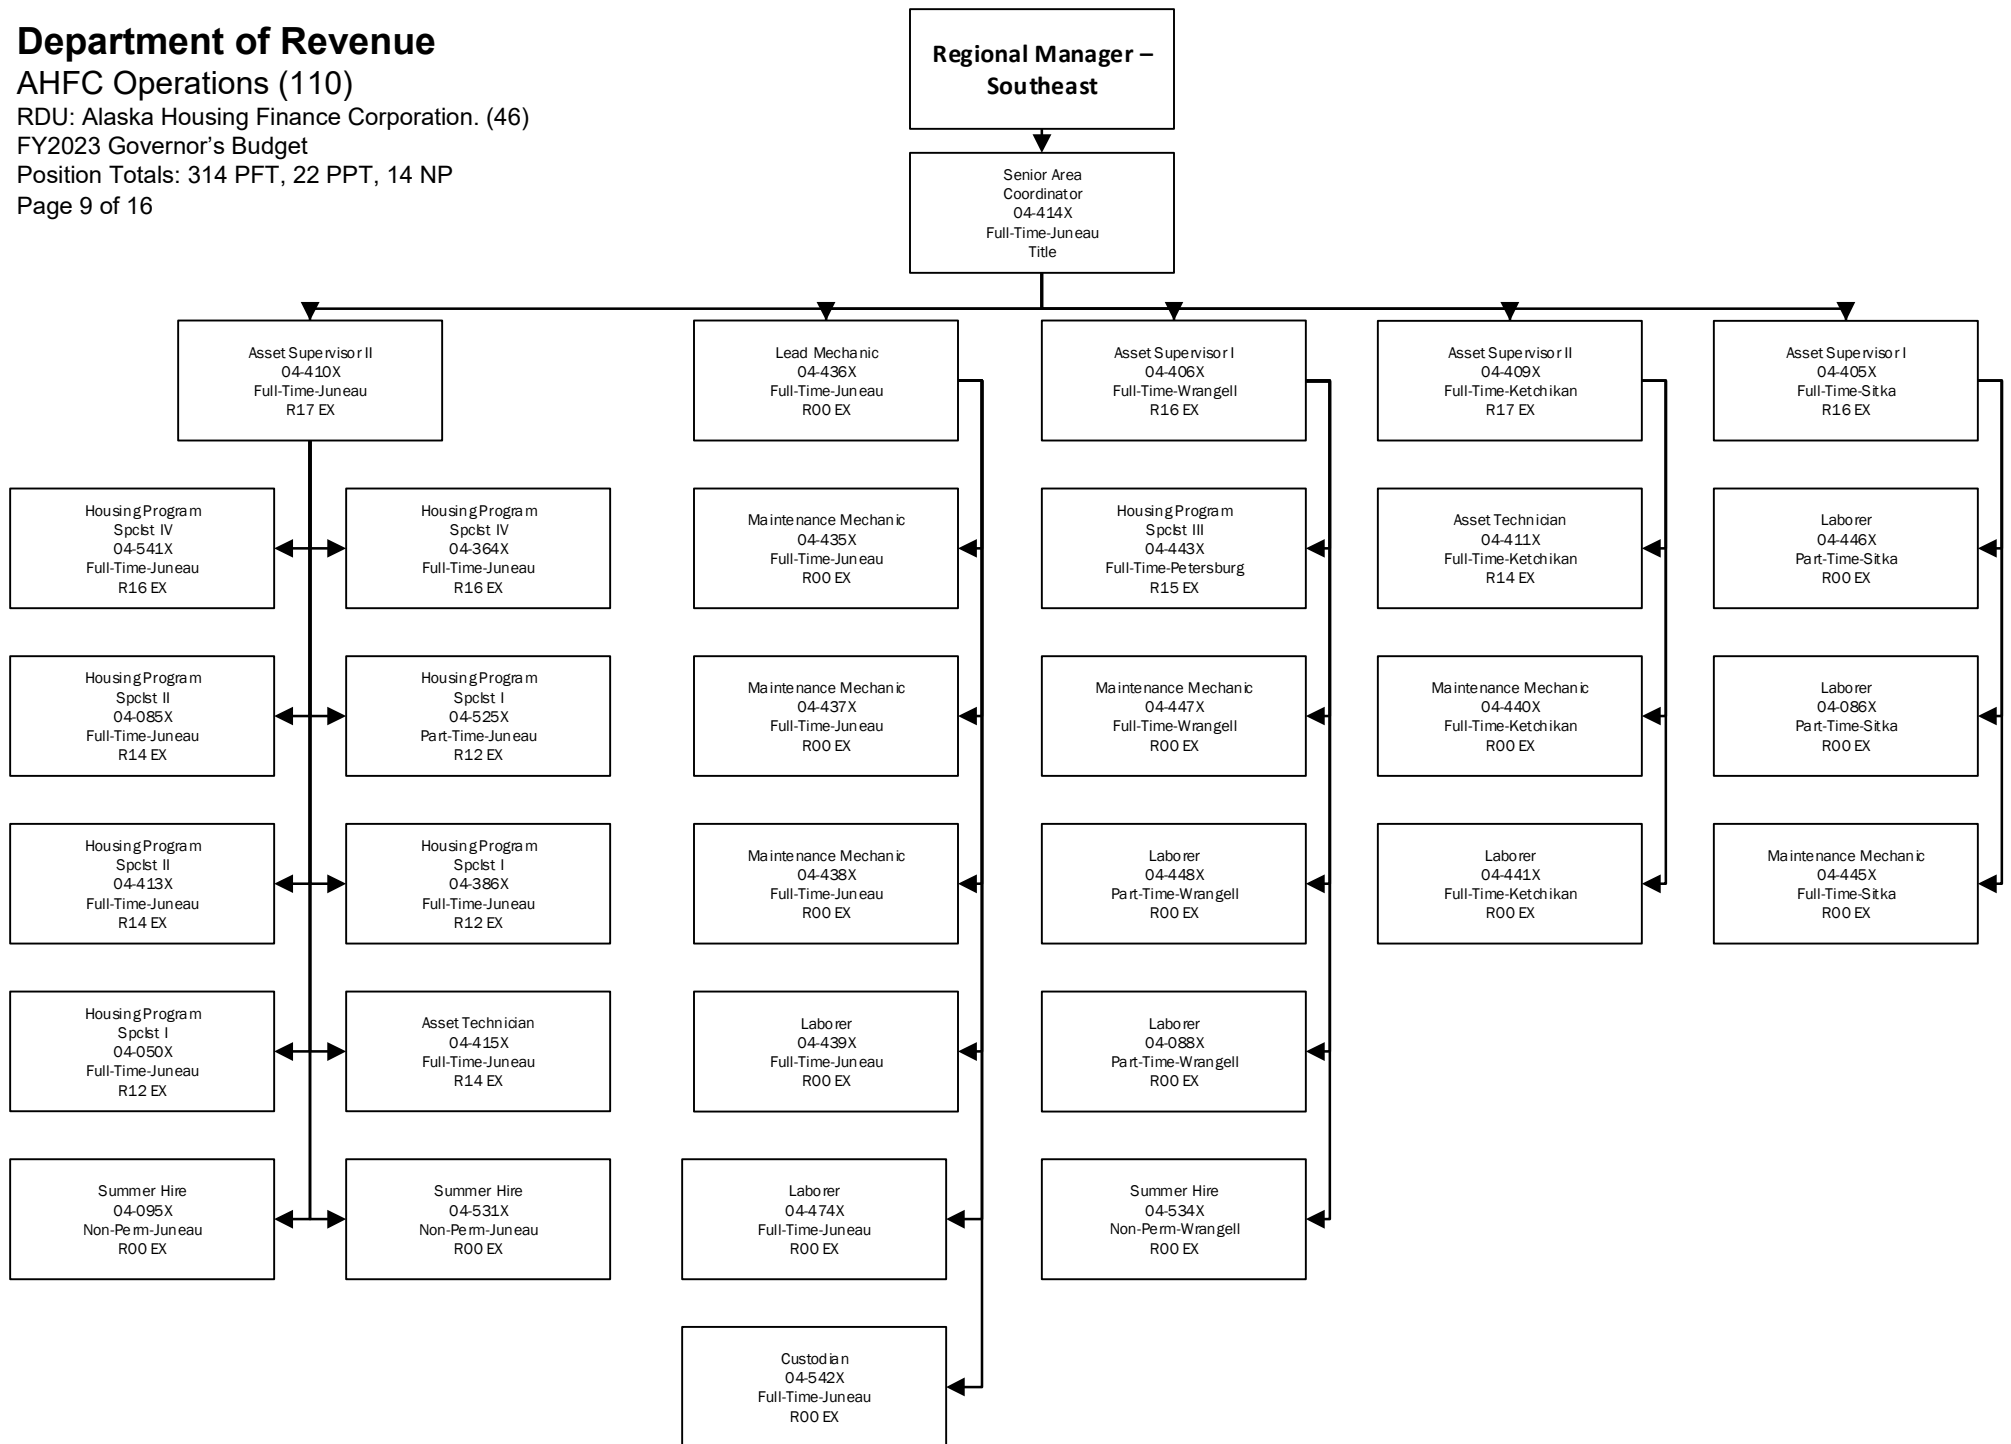 Department of Revenue
AHFC Operations (110)
RDU: Alaska Housing Finance Corporation. (46)
FY2023 Governor's Budget
Position Totals: 314 PFT, 22 PPT, 14 NP
Page 9 of 16
Regional Manager –
Southeast
Senior Area
Coordinator
04-414X
Full-Time-Juneau
Title
Asset Supervisor II
04-410X
Full-Time-Juneau
R17 EX
Lead Mechanic
04-436X
Full-Time-Juneau
R00 EX
Asset Supervisor I
04-406X
Full-Time-Wrangell
R16 EX
Asset Supervisor II
04-409X
Full-Time-Ketchikan
R17 EX
Asset Supervisor I
04-405X
Full-Time-Sitka
R16 EX
Housing Program
Spclst IV
04-541X
Full-Time-Juneau
R16 EX
Housing Program
Spclst IV
04-364X
Full-Time-Juneau
R16 EX
Maintenance Mechanic
04-435X
Full-Time-Juneau
R00 EX
Housing Program
Spclst III
04-443X
Full-Time-Petersburg
R15 EX
Asset Technician
04-411X
Full-Time-Ketchikan
R14 EX
Laborer
04-446X
Part-Time-Sitka
R00 EX
Housing Program
Spclst II
04-085X
Full-Time-Juneau
R14 EX
Housing Program
Spclst I
04-525X
Part-Time-Juneau
R12 EX
Maintenance Mechanic
04-437X
Full-Time-Juneau
R00 EX
Maintenance Mechanic
04-447X
Full-Time-Wrangell
R00 EX
Maintenance Mechanic
04-440X
Full-Time-Ketchikan
R00 EX
Laborer
04-086X
Part-Time-Sitka
R00 EX
Housing Program
Spclst II
04-413X
Full-Time-Juneau
R14 EX
Housing Program
Spclst I
04-386X
Full-Time-Juneau
R12 EX
Maintenance Mechanic
04-438X
Full-Time-Juneau
R00 EX
Laborer
04-448X
Part-Time-Wrangell
R00 EX
Laborer
04-441X
Full-Time-Ketchikan
R00 EX
Maintenance Mechanic
04-445X
Full-Time-Sitka
R00 EX
Housing Program
Spclst I
04-050X
Full-Time-Juneau
R12 EX
Asset Technician
04-415X
Full-Time-Juneau
R14 EX
Laborer
04-439X
Full-Time-Juneau
R00 EX
Laborer
04-088X
Part-Time-Wrangell
R00 EX
Summer Hire
04-095X
Non-Perm-Juneau
R00 EX
Summer Hire
04-531X
Non-Perm-Juneau
R00 EX
Laborer
04-474X
Full-Time-Juneau
R00 EX
Summer Hire
04-534X
Non-Perm-Wrangell
R00 EX
Custodian
04-542X
Full-Time-Juneau
R00 EX